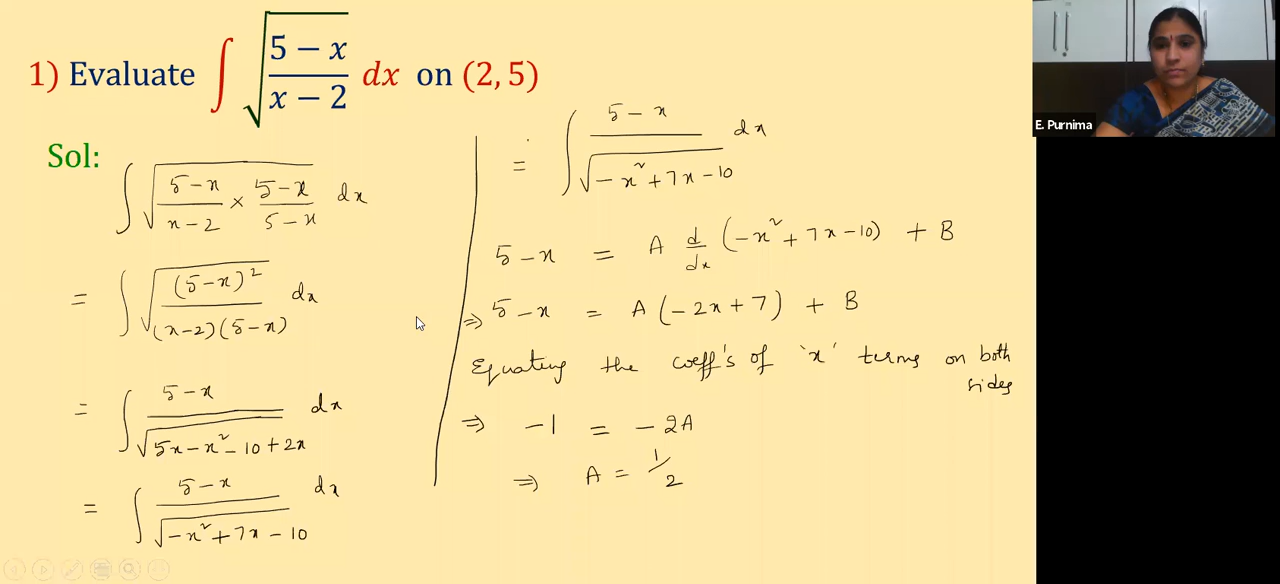 1) Evaluate ∫ √((5 − x)/(x − 2)) dx on (2, 5)
Sol:
∫ √((5−x)/(x−2) × (5−x)/(5−x)) dx
= ∫ √((5−x)²/((x−2)(5−x))) dx
= ∫ (5−x)/√(5x−x²−10+2x) dx
= ∫ (5−x)/√(−x²+7x−10) dx
= ∫ (5−x)/√(−x²+7x−10) dx
5−x = A d/dx (−x²+7x−10) + B
⇒ 5−x = A(−2x+7) + B
Equating the coeff's of 'x' terms on both
sides
⇒ −1 = −2A
⇒ A = 1/2
E. Purnima